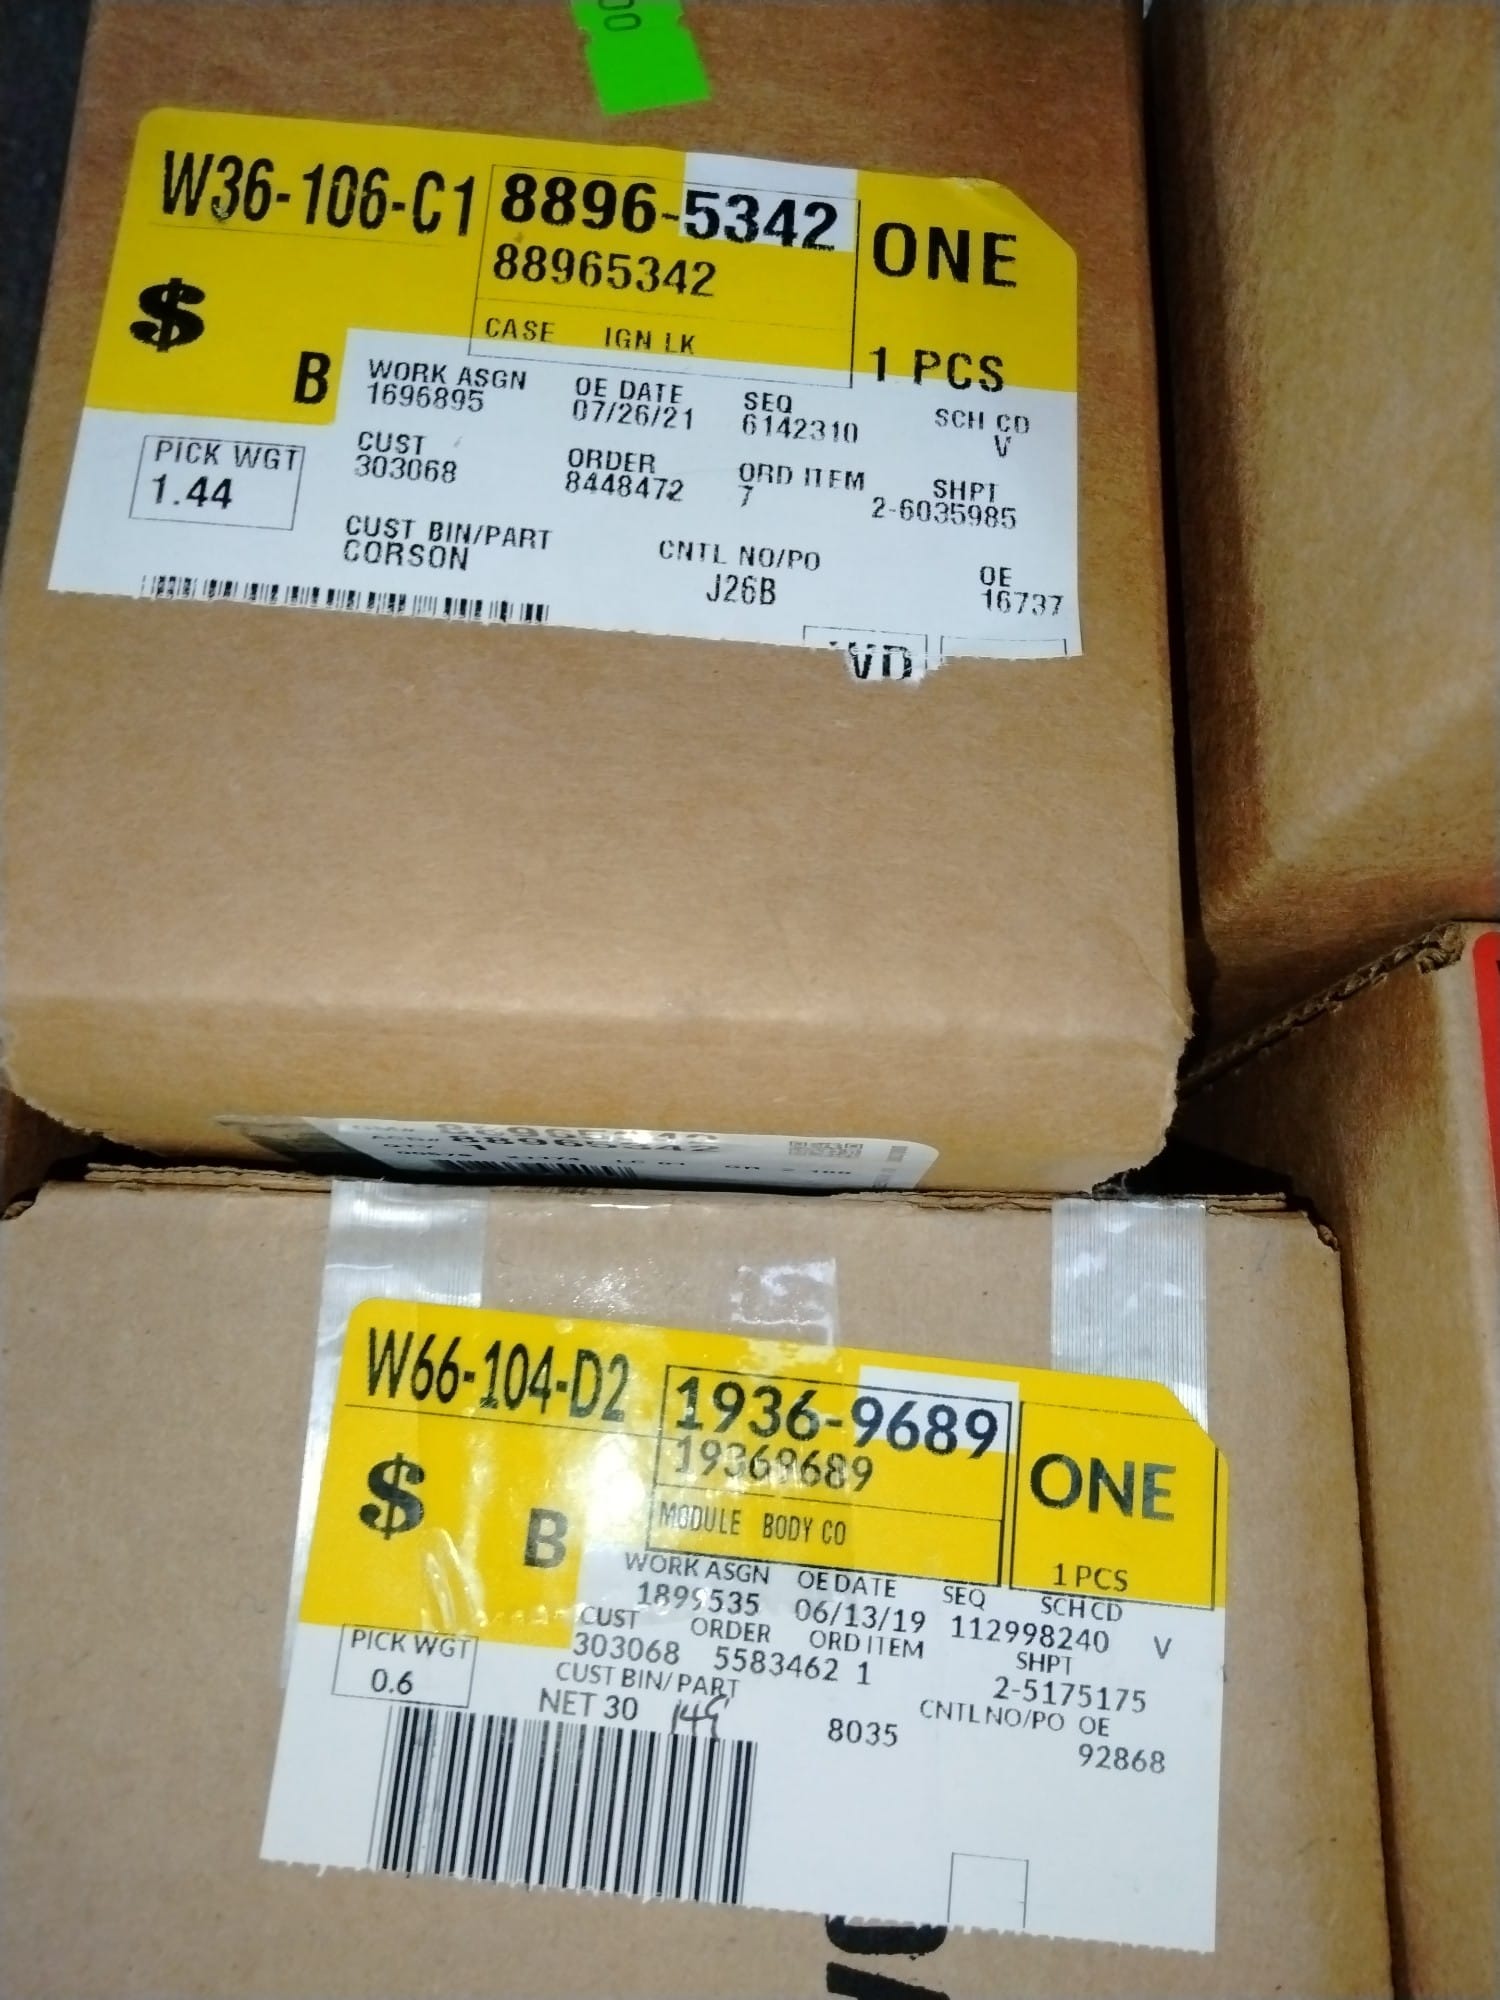 00
W36-106-C1
8896-5342
88965342
ONE
$
B
CASE IGN LK
1 PCS
WORK ASGN OE DATE SEQ SCH CD
1696895 07/26/21 6142310 V
PICK WGT
1.44
CUST ORDER ORD ITEM SHPT
303068 8448472 7 2-6035985
CUST BIN/PART CNTL NO/PO OE
CORSON J26B 16737
88965342
W66-104-D2
1936-9689
19369689
ONE
$
B
MODULE BODY CO
1 PCS
WORK ASGN OE DATE SEQ SCH CD
1899535 06/13/19 112998240 V
CUST ORDER ORD ITEM SHPT
303068 5583462 1 2-5175175
PICK WGT
0.6
CUST BIN/PART CNTL NO/PO OE
NET 30 8035 92868